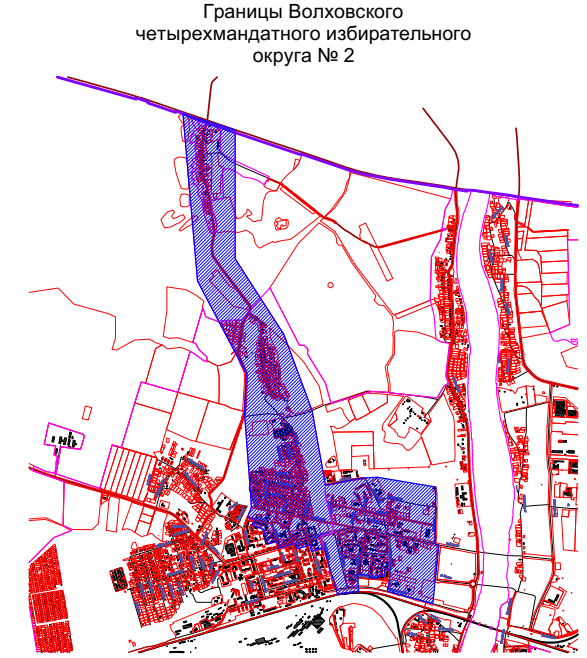 Границы Волховского
четырехмандатного избирательного
округа № 2